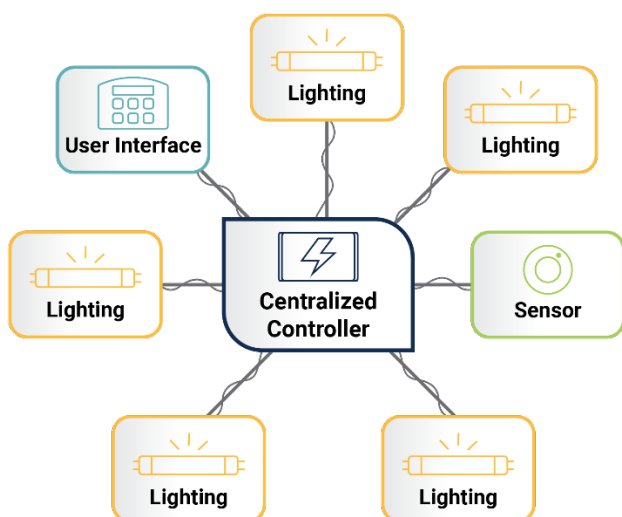 Lighting
User Interface
Lighting
Lighting
Centralized
Controller
Sensor
Lighting
Lighting